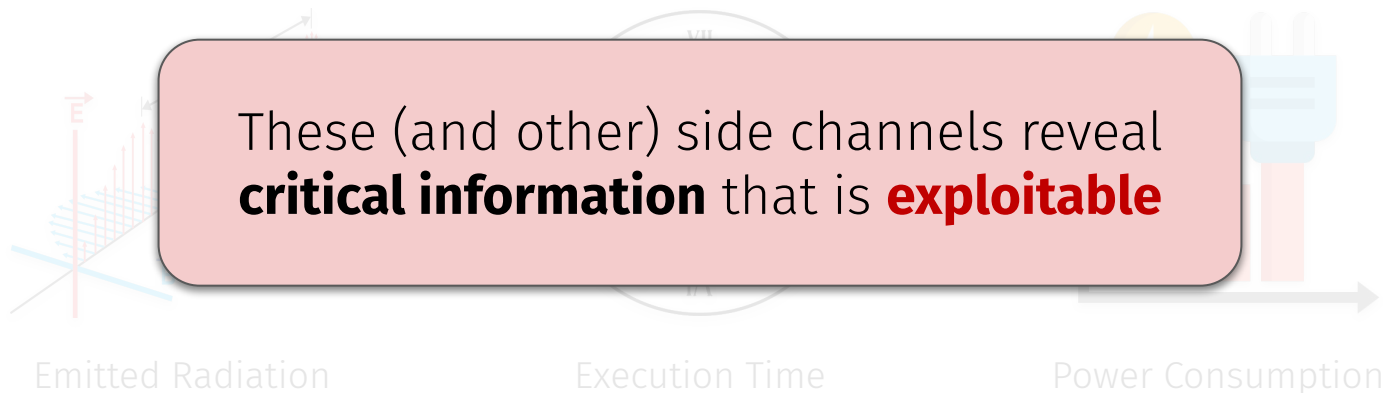 These (and other) side channels reveal
critical information that is exploitable
E
Emitted Radiation
Execution Time
Power Consumption